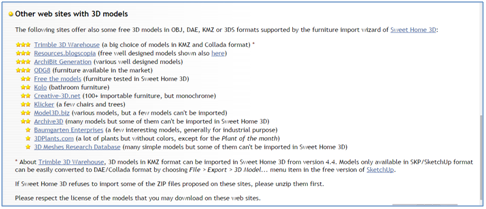 Other web sites with 3D models
The following sites offer also some free 3D models in OBJ, DAE, KMZ or 3DS formats supported by the furniture import wizard of Sweet Home 3D:
Trimble 3D Warehouse (a big choice of models in KMZ and Collada format) *
Resources.blogscopia (free well designed models shown also here)
ArchiBit Generation (various well designed models)
ODG8 (furniture available in the market)
Free the models (furniture tested in Sweet Home 3D)
Kolo (bathroom furniture)
Creative-3D.net (100+ importable furniture, but monochrome)
Klicker (a few chairs and trees)
Model3D.biz (various models, but a few models can't be imported)
Archive3D (many models but some of them can't be imported in Sweet Home 3D)
Baumgarten Enterprises (a few interesting models, generally for industrial purpose)
3DPlants.com (a lot of plants but without colors, except for the Plant of the month)
3D Meshes Research Database (many simple models but some of them can't be imported in Sweet Home 3D)
* About Trimble 3D Warehouse, 3D models in KMZ format can be imported in Sweet Home 3D from version 4.4. Models only available in SKP/SketchUp format
can be easily converted to DAE/Collada format by choosing File > Export > 3D Model... menu item in the free version of SketchUp.
If Sweet Home 3D refuses to import some of the ZIP files proposed on these sites, please unzip them first.
Please respect the license of the models that you may download on these web sites.